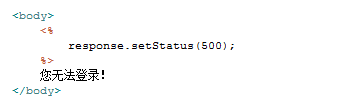 <body>
<%
response.setStatus(500);
%>
您无法登录!
</body>